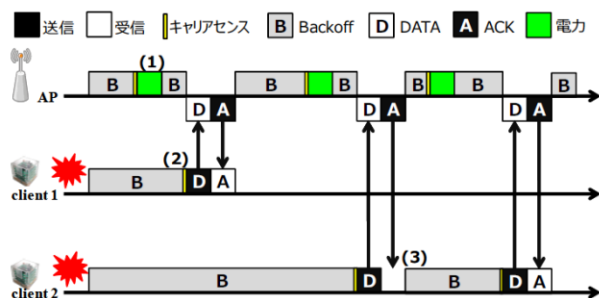 送信 受信 キャリアセンス B Backoff D DATA A ACK 電力
(1)
B B B B B B B
AP
D A D A D A
(2)
B D A
client 1
(3)
B D B D A
client 2